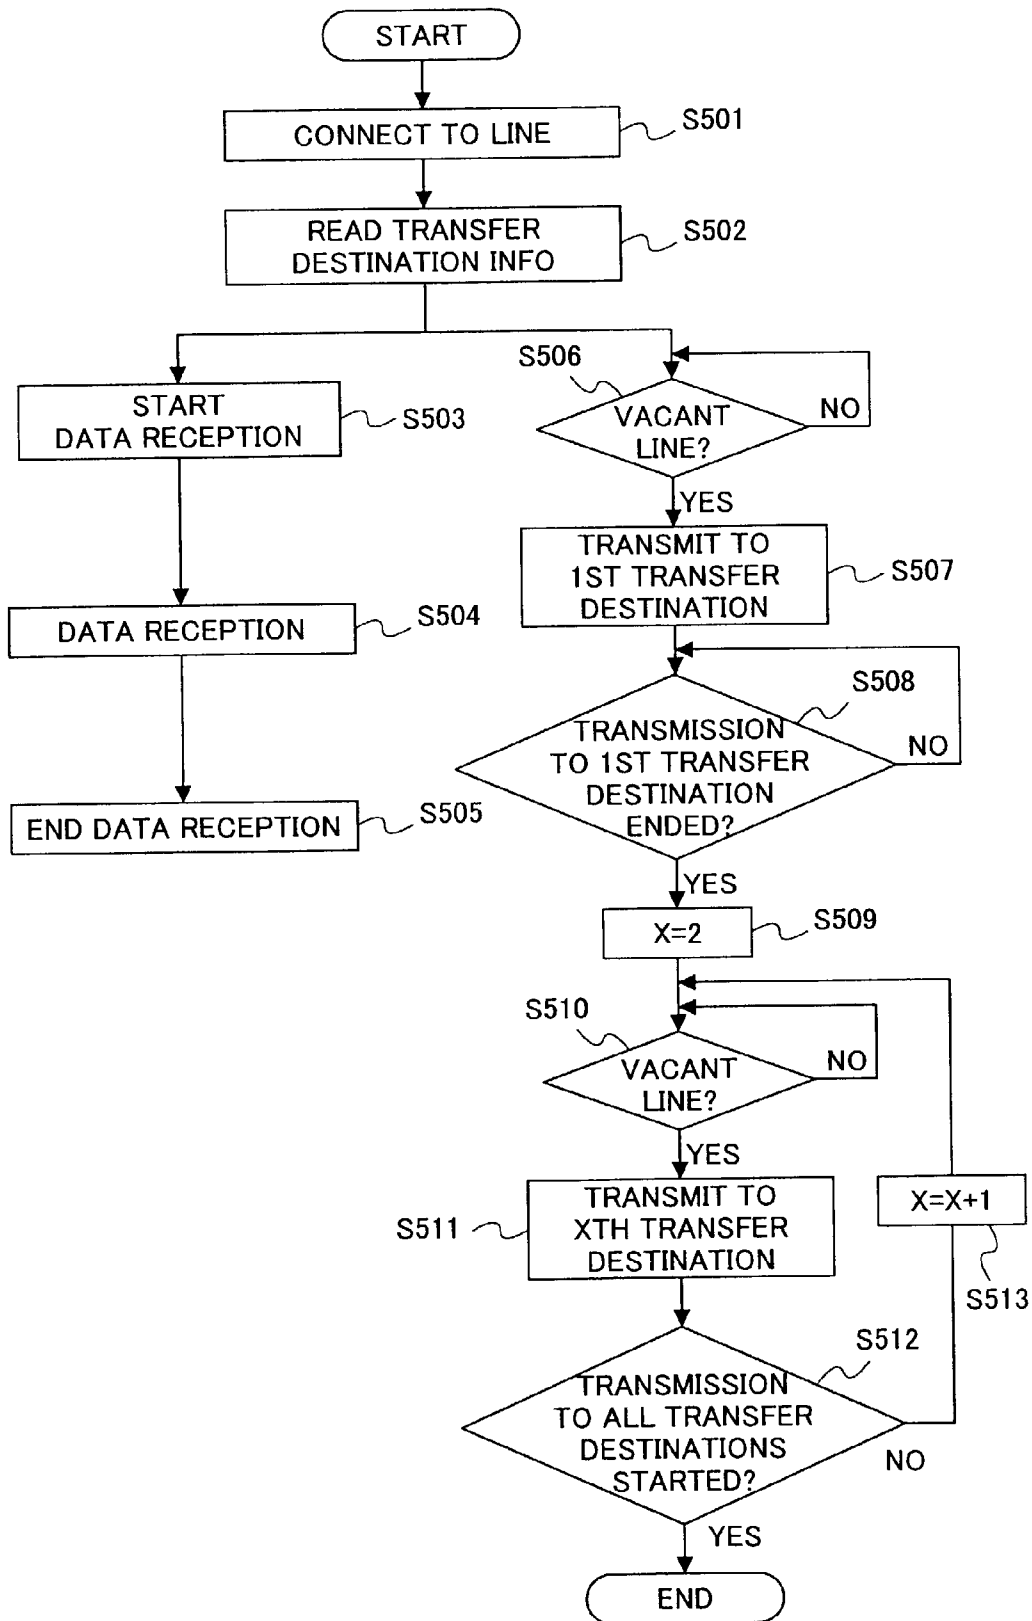 START
CONNECT TO LINE
S501
READ TRANSFER
DESTINATION INFO
S502
START
DATA RECEPTION
S503
DATA RECEPTION
S504
END DATA RECEPTION
S505
S506
VACANT
LINE?
NO
YES
TRANSMIT TO
1ST TRANSFER
DESTINATION
S507
S508
TRANSMISSION
TO 1ST TRANSFER
DESTINATION
ENDED?
NO
YES
X=2
S509
S510
VACANT
LINE?
NO
YES
TRANSMIT TO
XTH TRANSFER
DESTINATION
S511
X=X+1
S513
S512
TRANSMISSION
TO ALL TRANSFER
DESTINATIONS
STARTED?
NO
YES
END